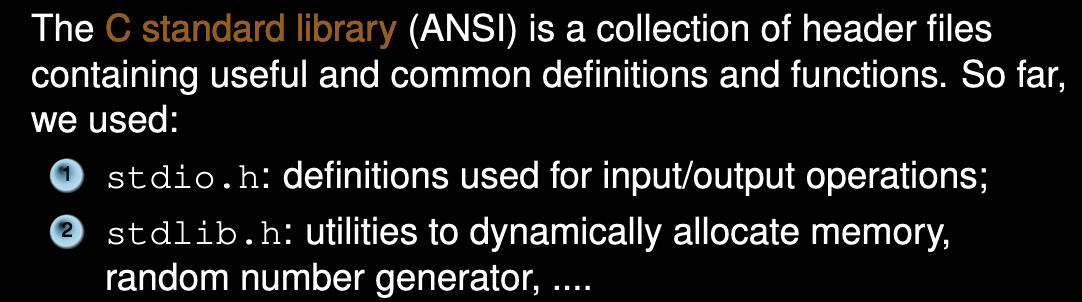 The C standard library (ANSI) is a collection of header files
containing useful and common definitions and functions. So far,
we used:
1 stdio.h: definitions used for input/output operations;
2 stdlib.h: utilities to dynamically allocate memory,
random number generator, ....